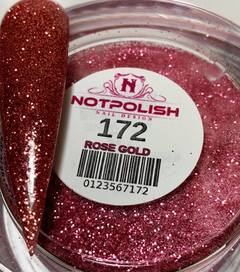 N
NOTPOLISH
NAIL DESIGN
172
ROSE GOLD
0123567172